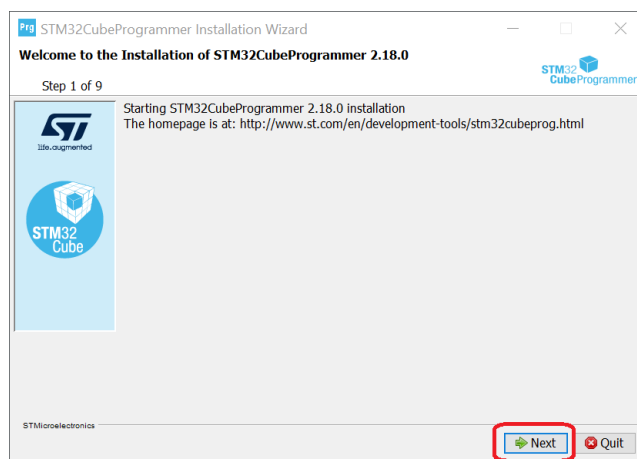 Prg STM32CubeProgrammer Installation Wizard
Welcome to the Installation of STM32CubeProgrammer 2.18.0
STM32
CubeProgrammer
Step 1 of 9
Starting STM32CubeProgrammer 2.18.0 installation
The homepage is at: http://www.st.com/en/development-tools/stm32cubeprog.html
ST
life.augmented
STM32
Cube
STMicroelectronics
Next
Quit